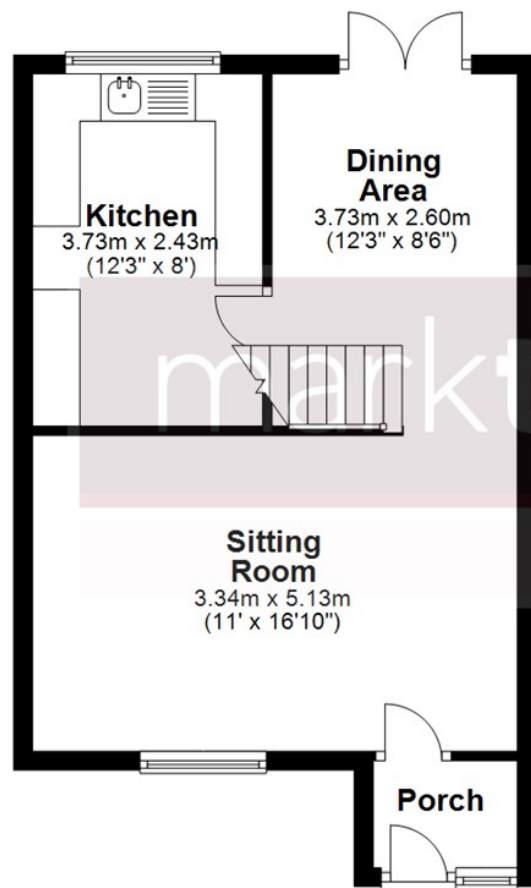 Dining
Area
3.73m x 2.60m
(12'3" x 8'6")
Kitchen
3.73m x 2.43m
(12'3" x 8')
markt
Sitting
Room
3.34m x 5.13m
(11' x 16'10")
Porch